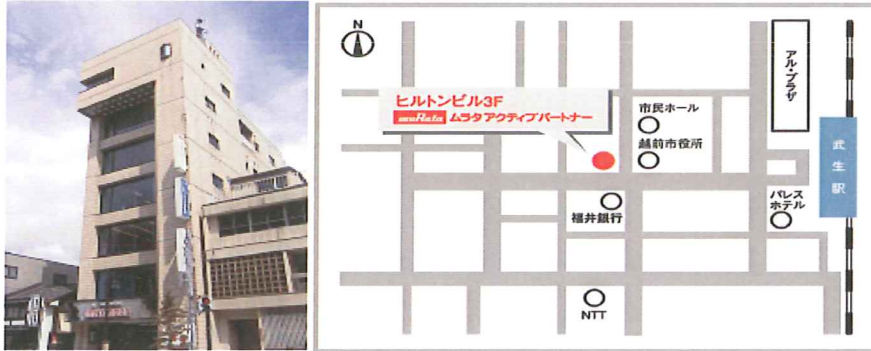 N
ヒルトンビル3F
muRata ムラタアクティブパートナー
市民ホール
越前市役所
アル・プラザ
武生駅
パレス
ホテル
福井銀行
NTT